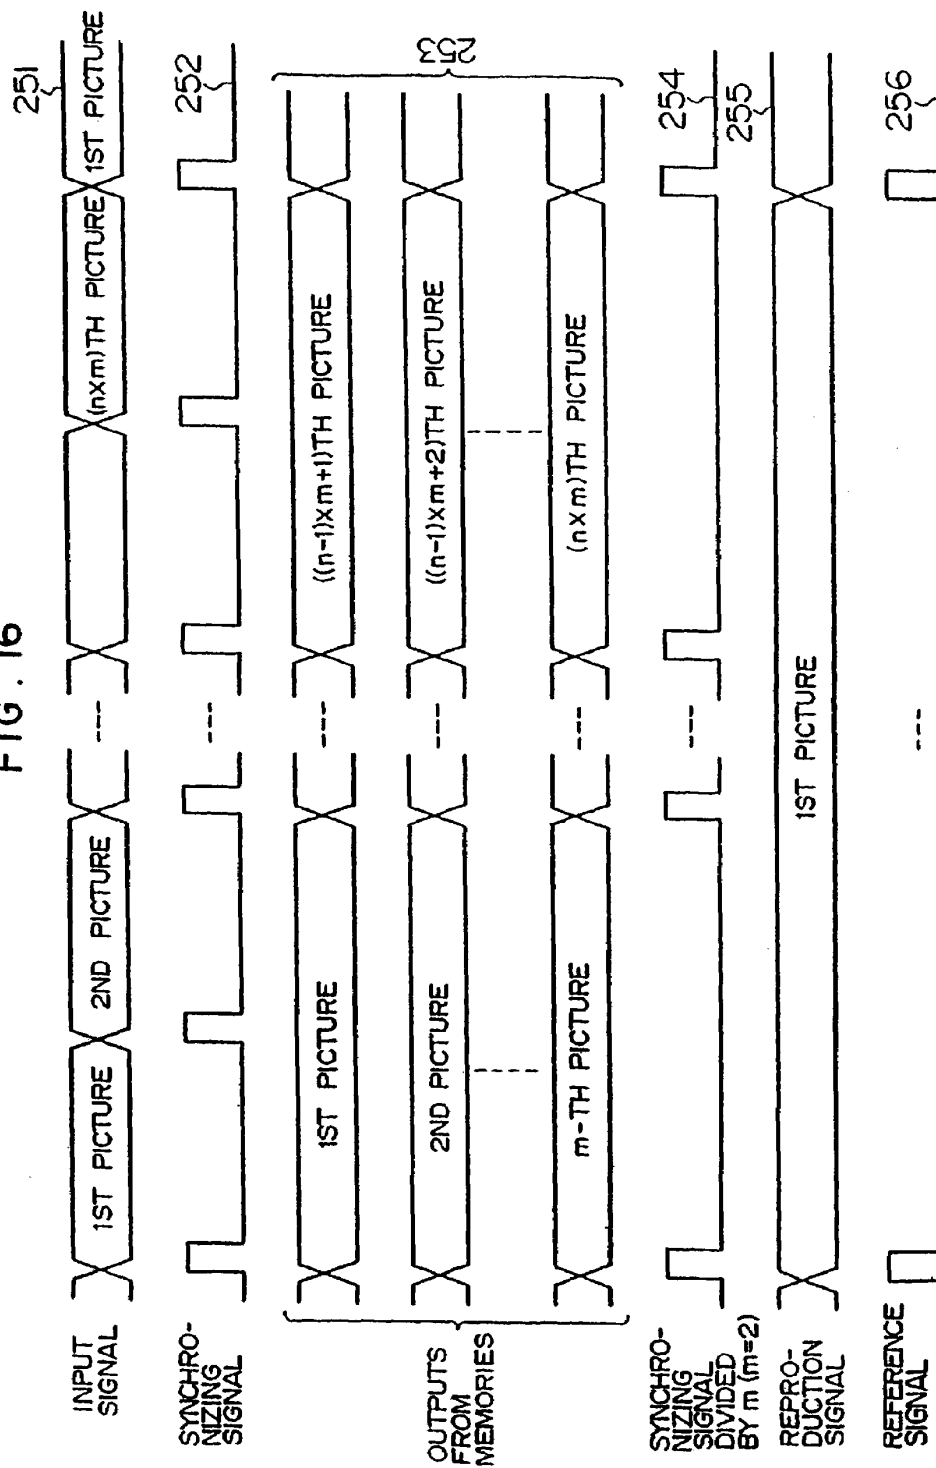 FIG. 16
INPUT
SIGNAL
1ST PICTURE
2ND PICTURE
(n×m)TH PICTURE
1ST PICTURE
251
SYNCHRO-
NIZING
SIGNAL
252
OUTPUTS
FROM
MEMORIES
1ST PICTURE
((n-1)×m+1)TH PICTURE
2ND PICTURE
((n-1)×m+2)TH PICTURE
m-TH PICTURE
(n×m)TH PICTURE
253
SYNCHRO-
NIZING
SIGNAL
DIVIDED
BY m (m=2)
254
REPRO-
DUCTION
SIGNAL
1ST PICTURE
255
REFERENCE
SIGNAL
256